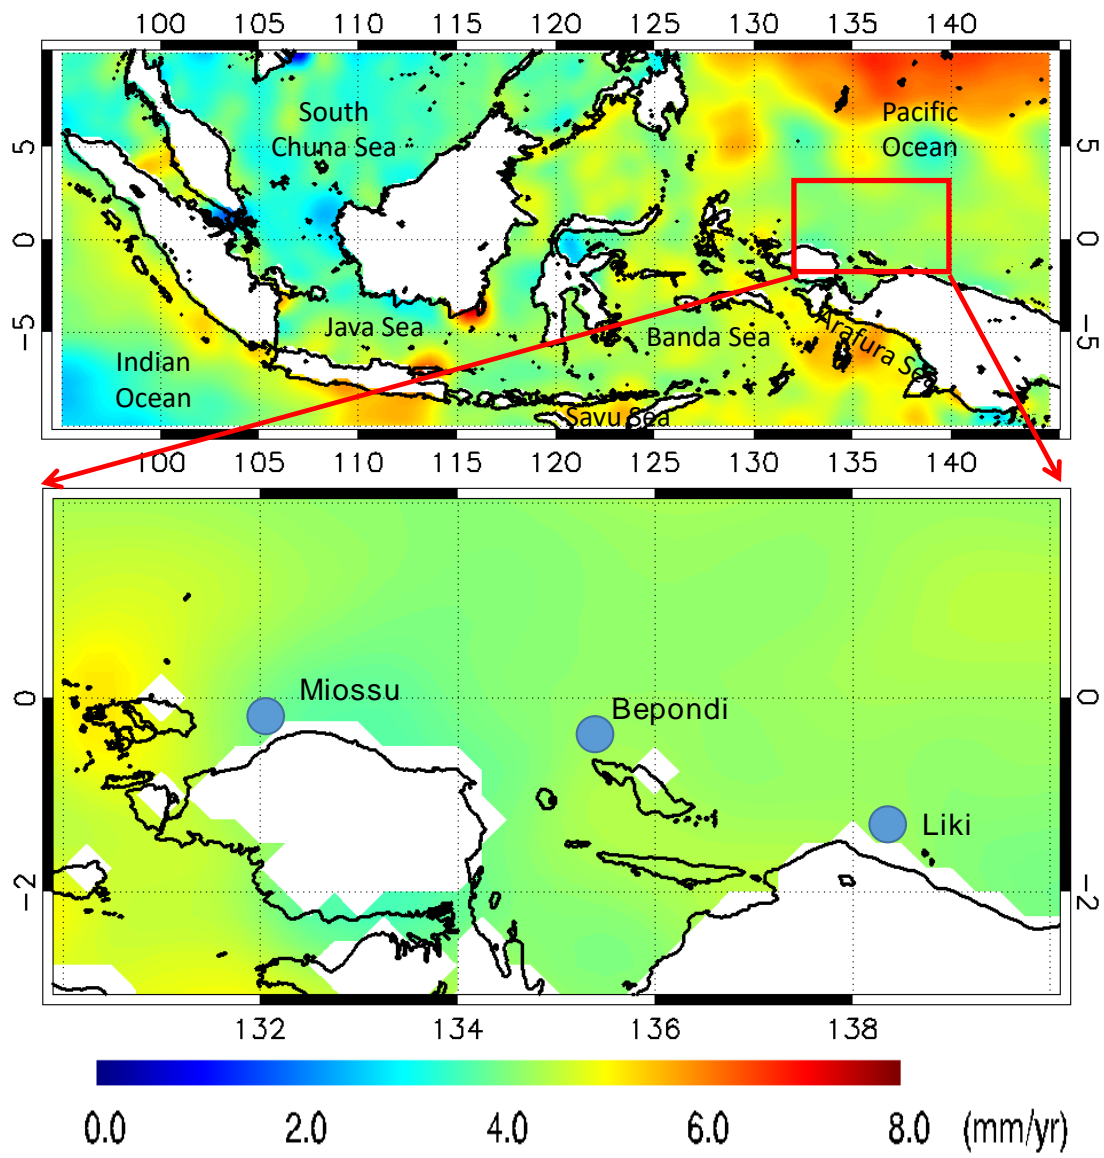 100 105 110 115 120 125 130 135 140
South
Chuna Sea
Pacific
Ocean
5 5
0 0
Java Sea
Banda Sea
Arafura Sea
−5 −5
Indian
Ocean
Savu Sea
100 105 110 115 120 125 130 135 140
Miossu
0 0
Bepondi
Liki
−2 −2
132 134 136 138
0.0 2.0 4.0 6.0 8.0 (mm/yr)